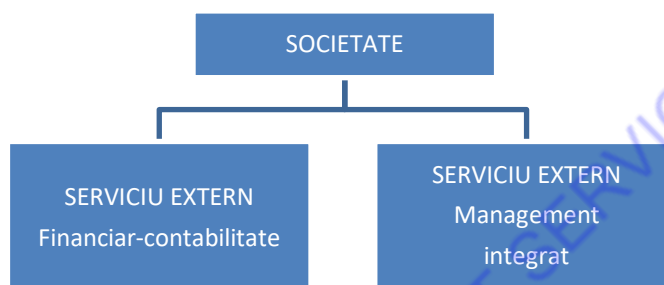 SOCIETATE
SERVICIU EXTERN
Financiar-contabilitate
SERVICIU EXTERN
Management
integrat